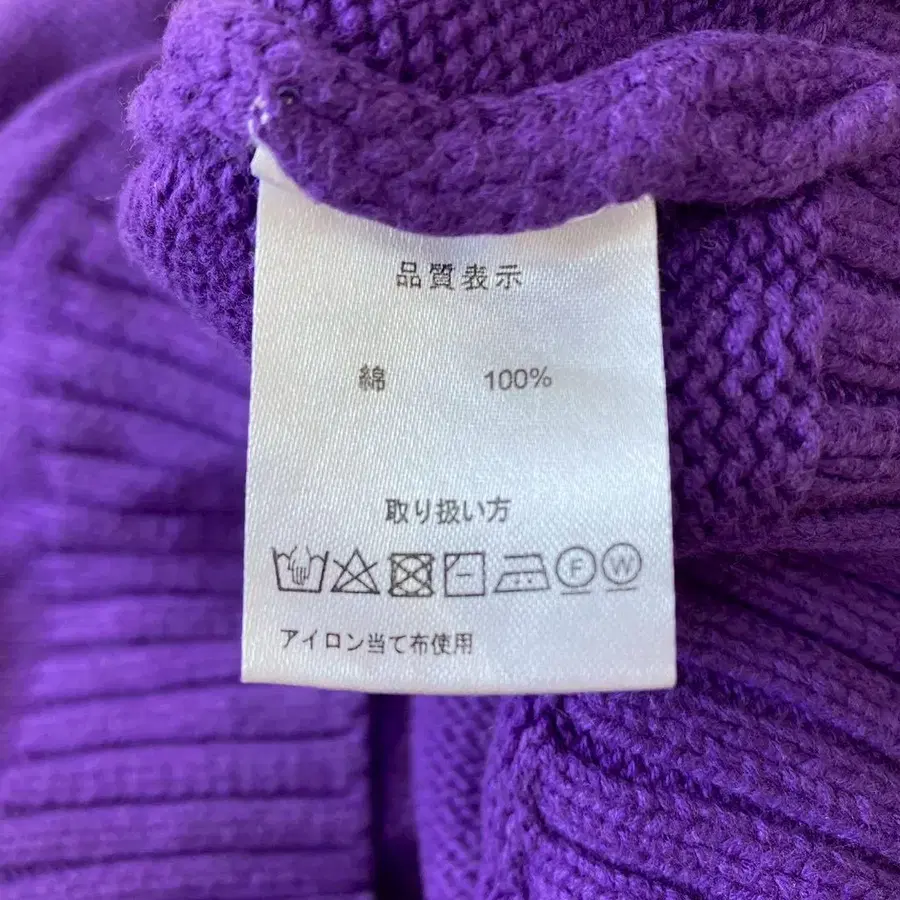 品質表示
綿 100%
取り扱い方
F W
アイロン当て布使用